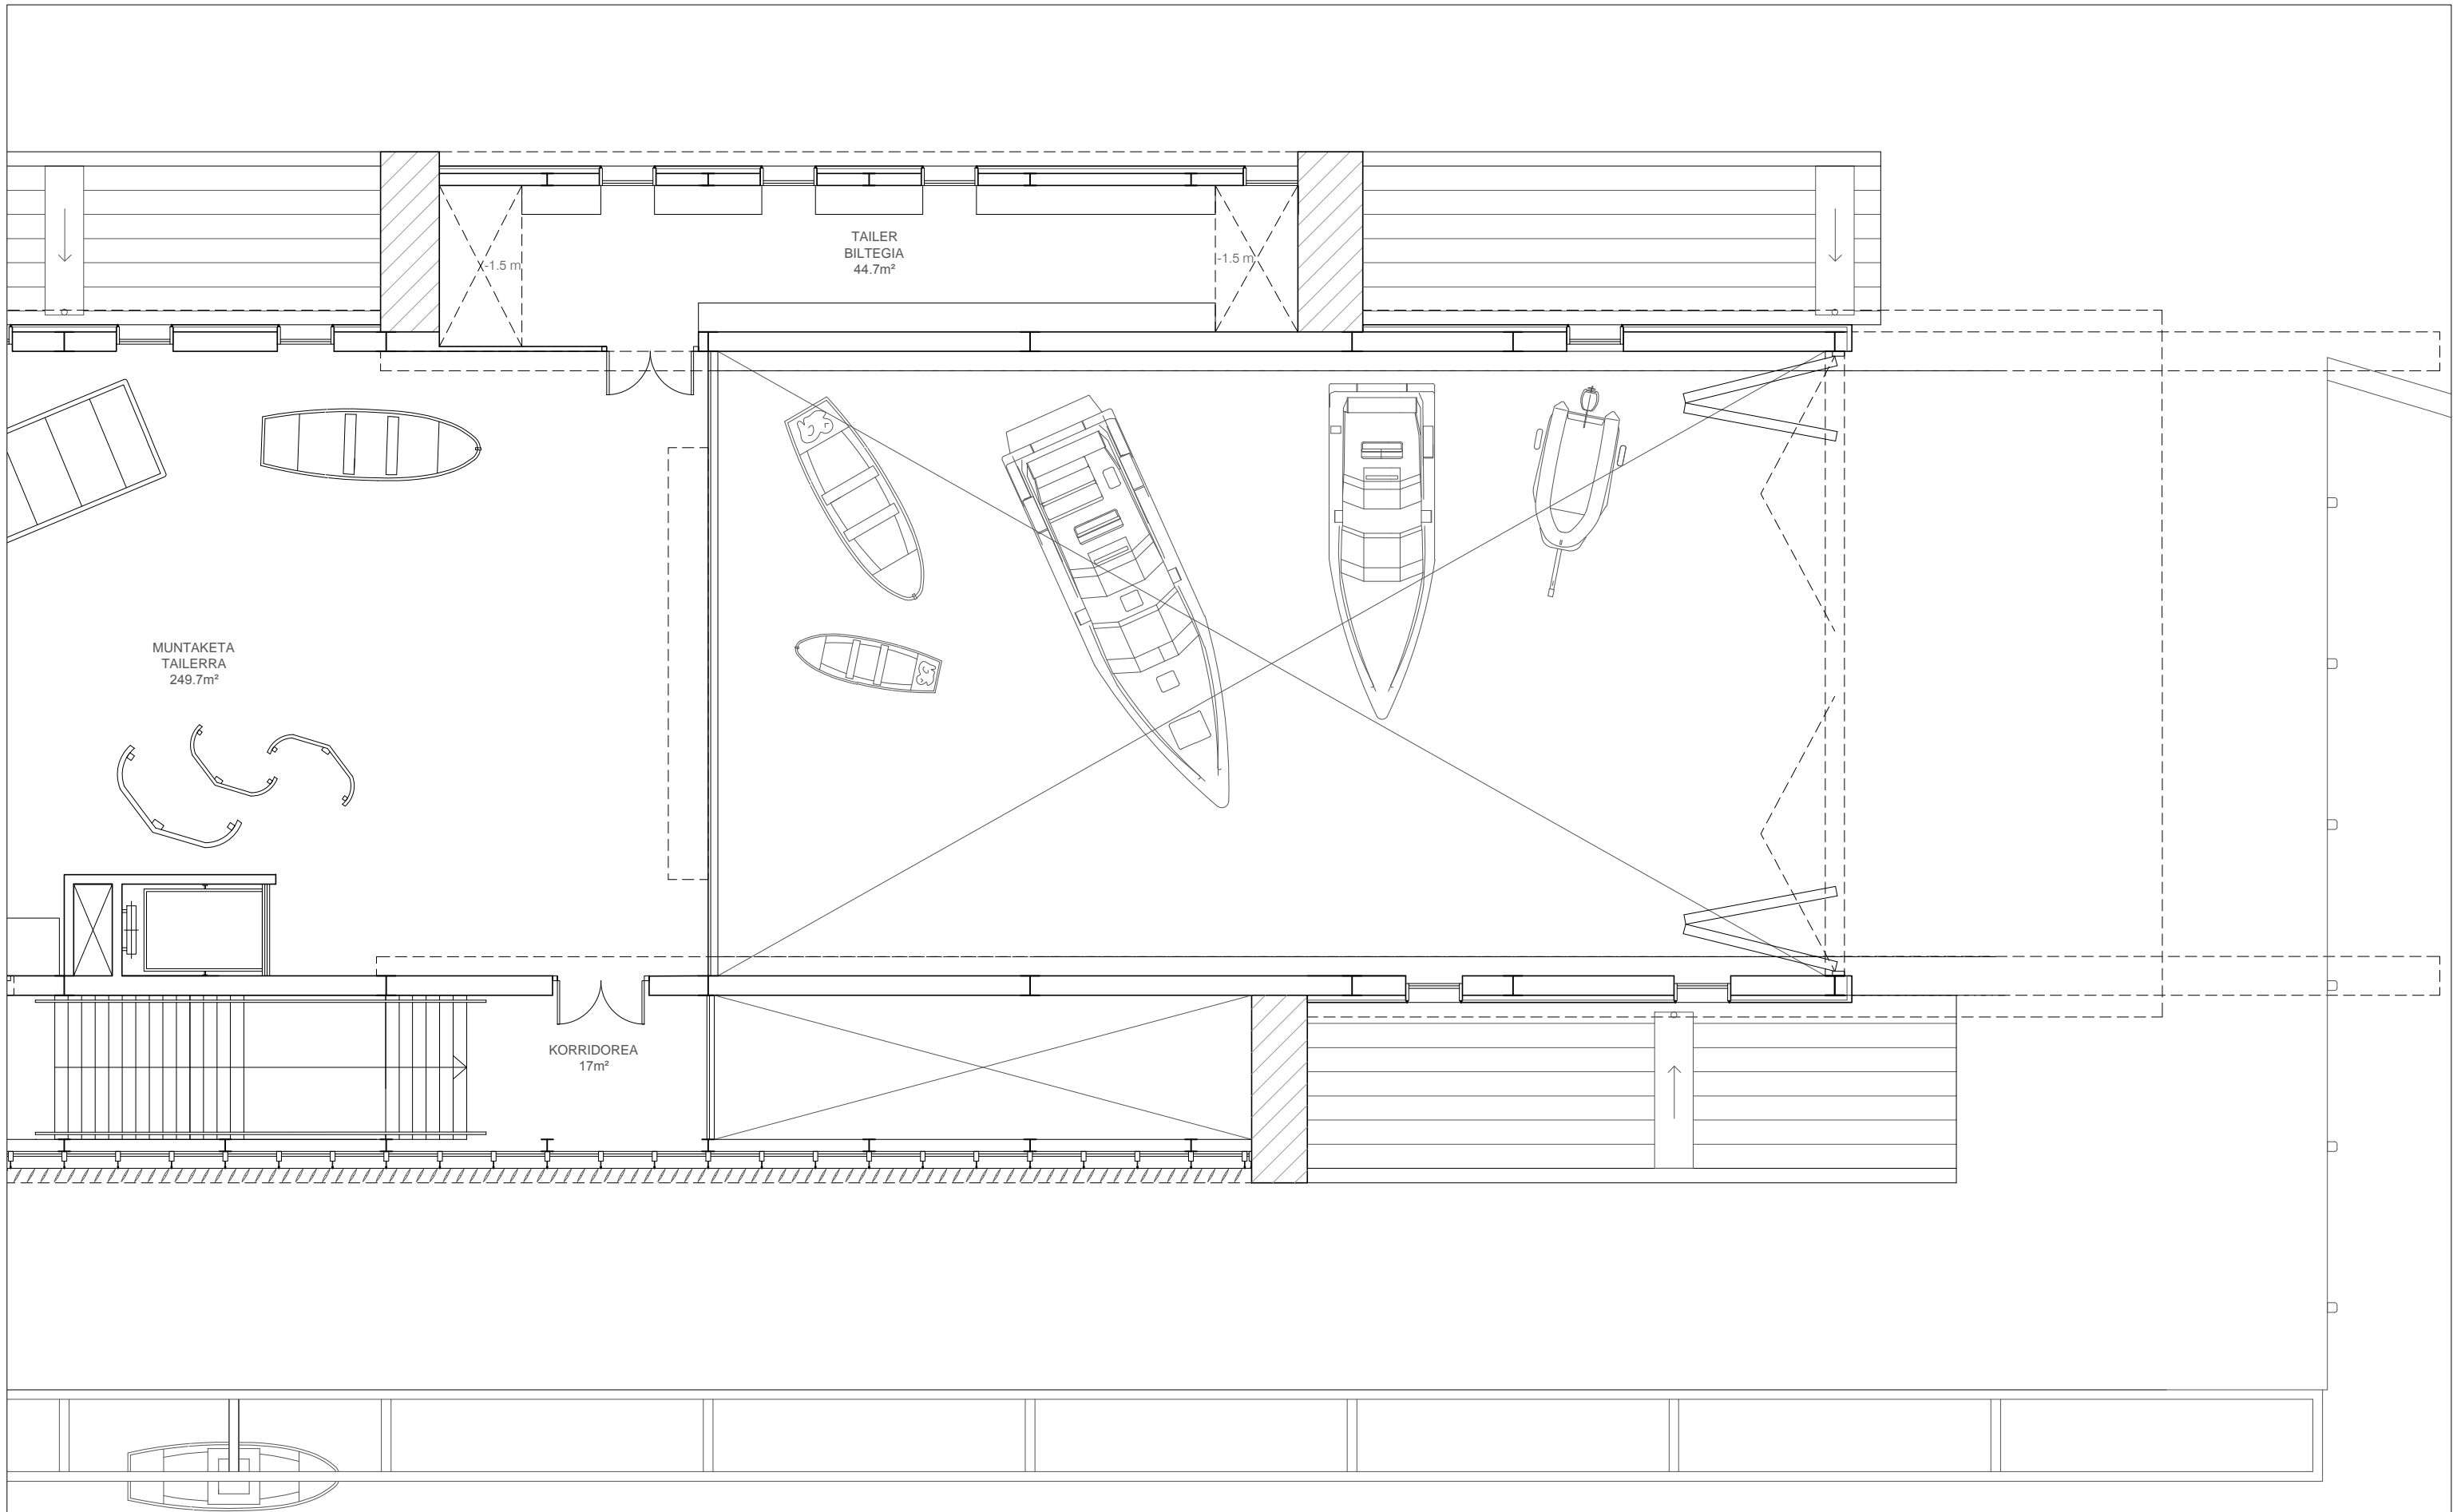 TAILER
BILTEGIA
44.7m²
-1.5 m
-1.5 m
MUNTAKETA
TAILERRA
249.7m²
KORRIDOREA
17m²